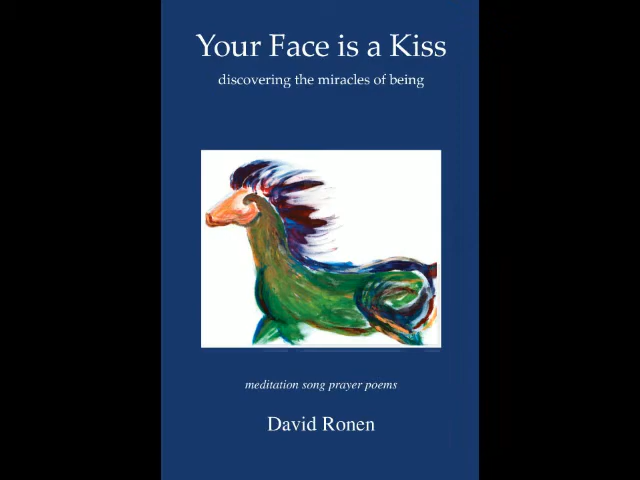 Your Face is a Kiss
discovering the miracles of being
meditation song prayer poems
David Ronen